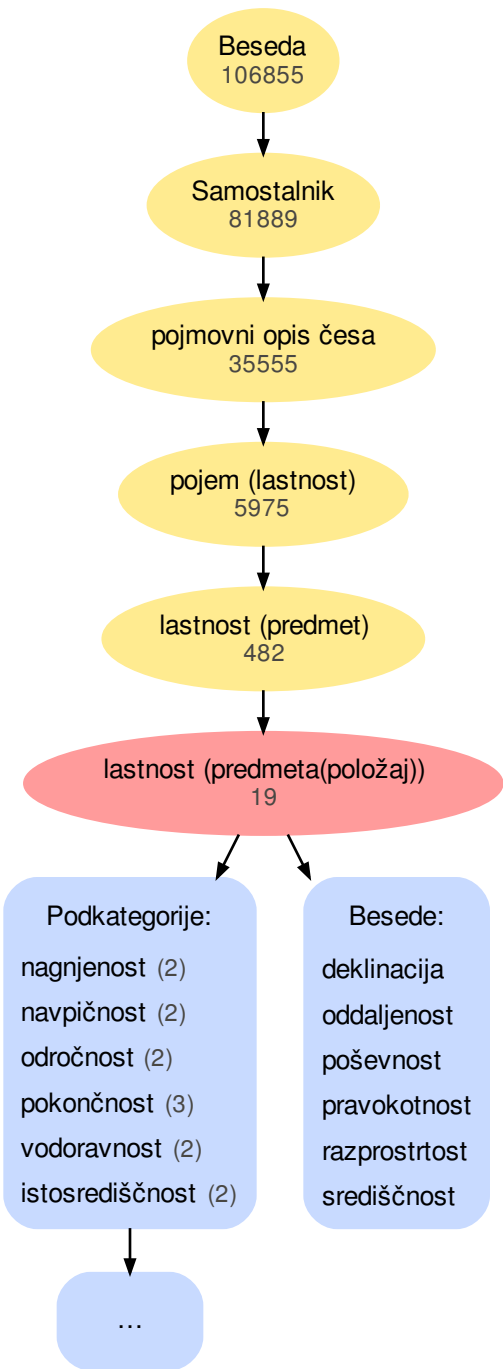 Beseda
106855
Samostalnik
81889
pojmovni opis česa
35555
pojem (lastnost)
5975
lastnost (predmet)
482
lastnost (predmeta(položaj))
19
Podkategorije:
nagnjenost (2)
navpičnost (2)
odročnost (2)
pokončnost (3)
vodoravnost (2)
istosrediščnost (2)
Besede:
deklinacija
oddaljenost
poševnost
pravokotnost
razprostrtost
središčnost
...